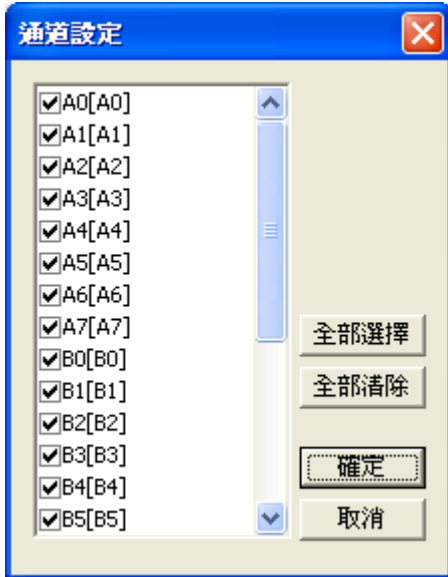 通道設定
A0[A0]
A1[A1]
A2[A2]
A3[A3]
A4[A4]
A5[A5]
A6[A6]
A7[A7]
B0[B0]
B1[B1]
B2[B2]
B3[B3]
B4[B4]
B5[B5]
全部選擇
全部清除
確定
取消